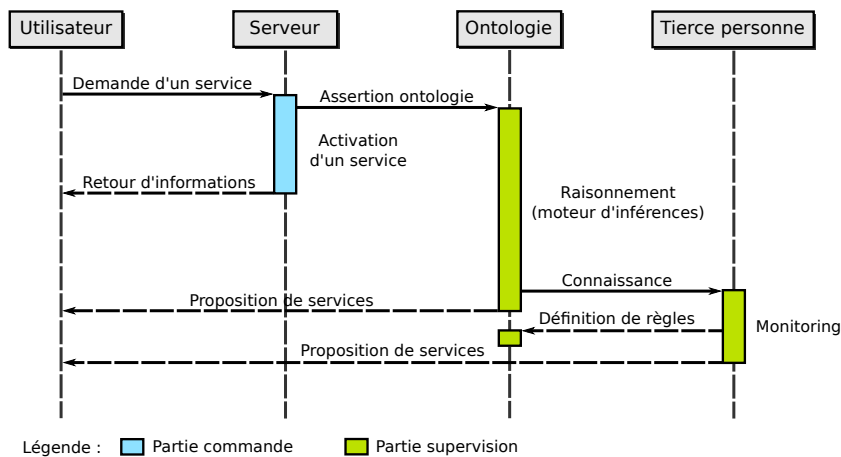 Utilisateur
Serveur
Ontologie
Tierce personne
Demande d'un service
Assertion ontologie
Activation
d'un service
Retour d'informations
Raisonnement
(moteur d'inférences)
Connaissance
Proposition de services
Définition de règles
Monitoring
Proposition de services
Légende :
Partie commande
Partie supervision